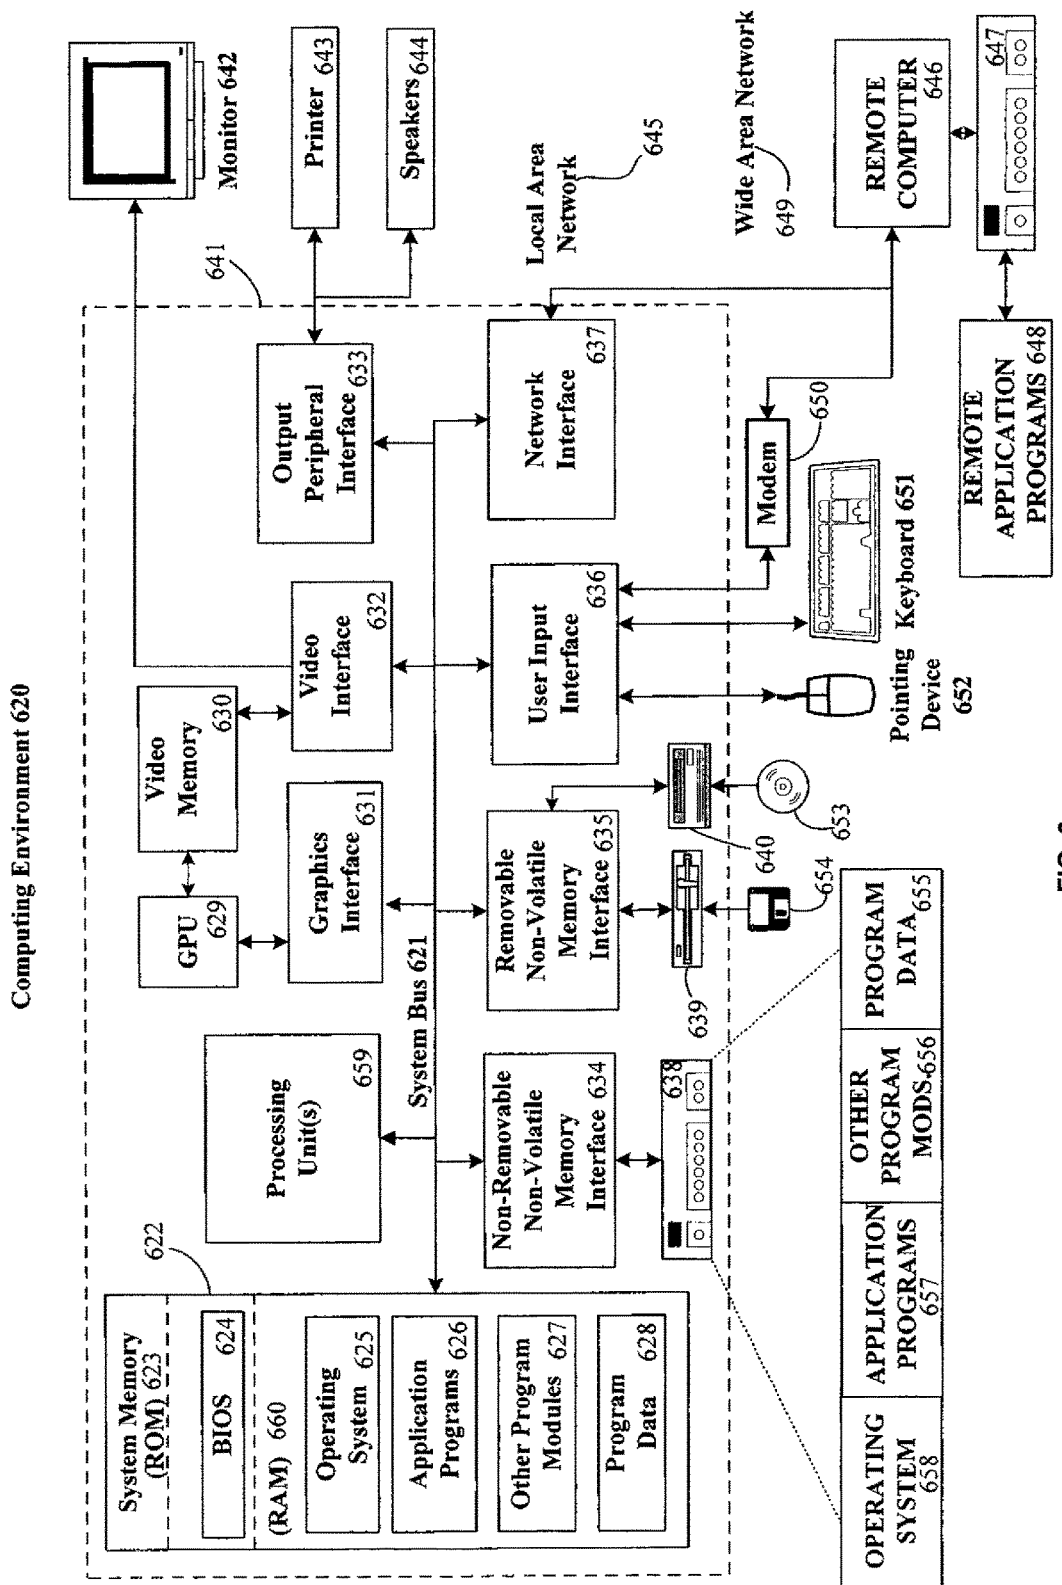 Computing Environment 620
System Memory
(ROM) 623
BIOS 624
622
(RAM) 660
Operating
System 625
Application
Programs 626
Other Program
Modules 627
Program
Data 628
Processing
Unit(s)
659
System Bus 621
GPU
629
Video
Memory
630
Graphics
Interface
631
Video
Interface
632
Output
Peripheral
Interface 633
641
Monitor 642
Printer
643
Speakers
644
Non-Removable
Non-Volatile
Memory
Interface 634
Removable
Non-Volatile
Memory
Interface 635
User Input
Interface
636
Network
Interface
637
Local Area
Network
645
Wide Area Network
649
638
639
640
653
654
Modem
650
Keyboard 651
Pointing
Device
652
REMOTE
COMPUTER
646
647
REMOTE
APPLICATION
PROGRAMS 648
OPERATING
SYSTEM
658
APPLICATION
PROGRAMS
657
OTHER
PROGRAM
MODS. 656
PROGRAM
DATA 655